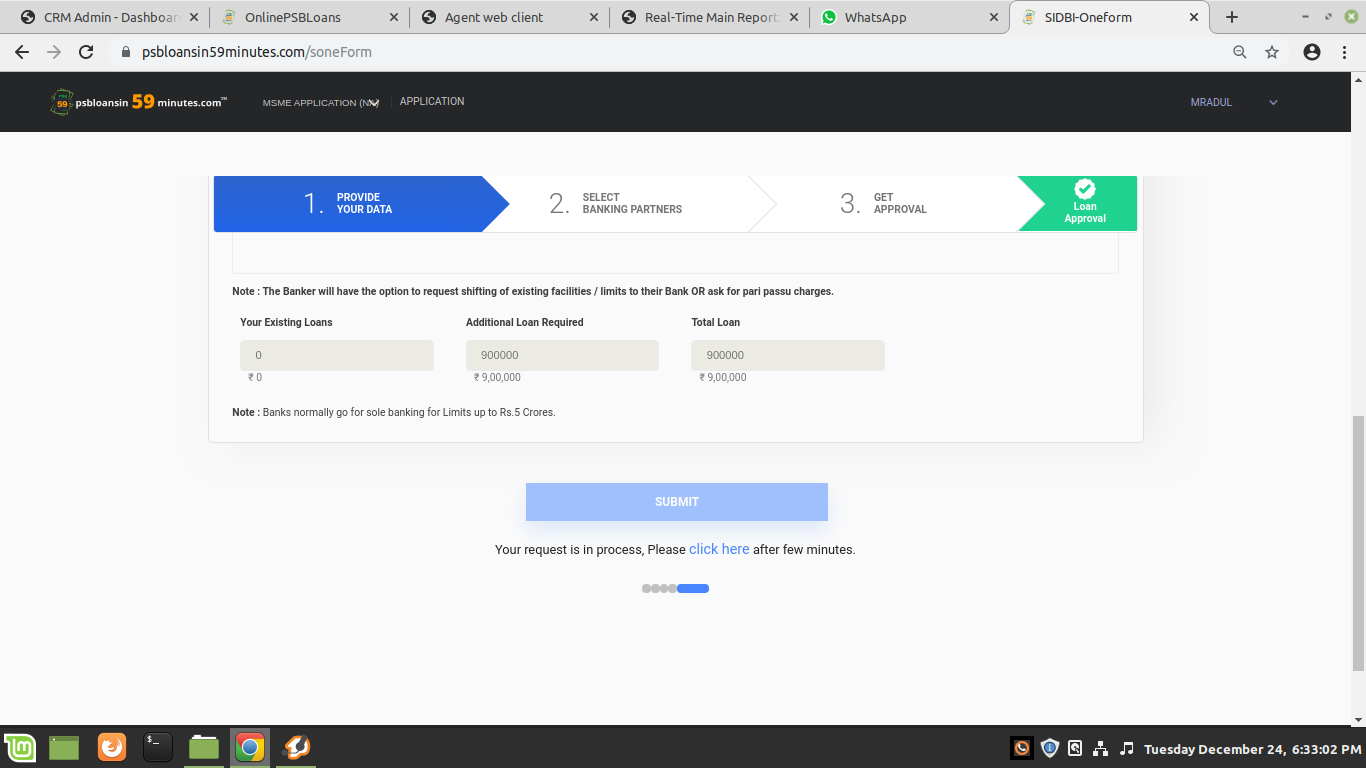 CRM Admin - Dashboar
OnlinePSBLoans
Agent web client
Real-Time Main Report
WhatsApp
SIDBI-Oneform
psbloansin59minutes.com/soneForm
psbloansin 59 minutes.com™
MSME APPLICATION (N
APPLICATION
MRADUL
1. PROVIDE
YOUR DATA
2. SELECT
BANKING PARTNERS
3. GET
APPROVAL
Loan
Approval
Note : The Banker will have the option to request shifting of existing facilities / limits to their Bank OR ask for pari passu charges.
Your Existing Loans
Additional Loan Required
Total Loan
0
900000
900000
₹ 0
₹ 9,00,000
₹ 9,00,000
Note : Banks normally go for sole banking for Limits up to Rs.5 Crores.
SUBMIT
Your request is in process, Please click here after few minutes.
Tuesday December 24, 6:33:02 PM